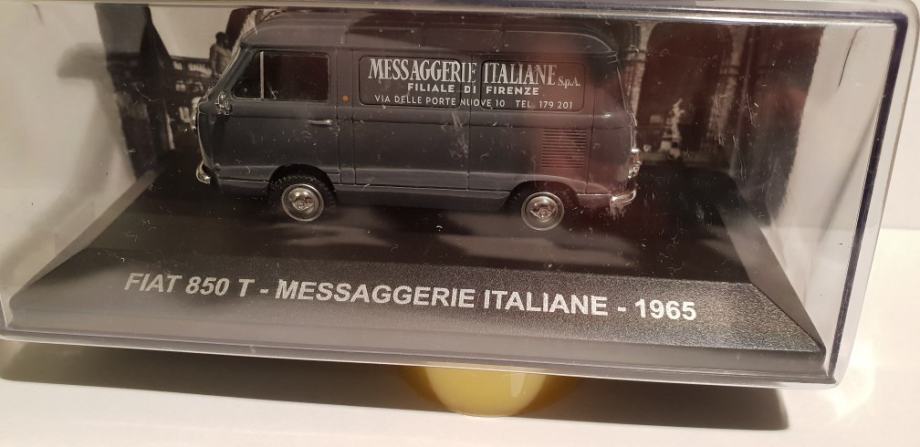 MESSAGGERIE ITALIANE S.p.A.
FILIALE DI FIRENZE
VIA DELLE PORTE NUOVE 10 TEL. 179 201
FIAT 850 T - MESSAGGERIE ITALIANE - 1965